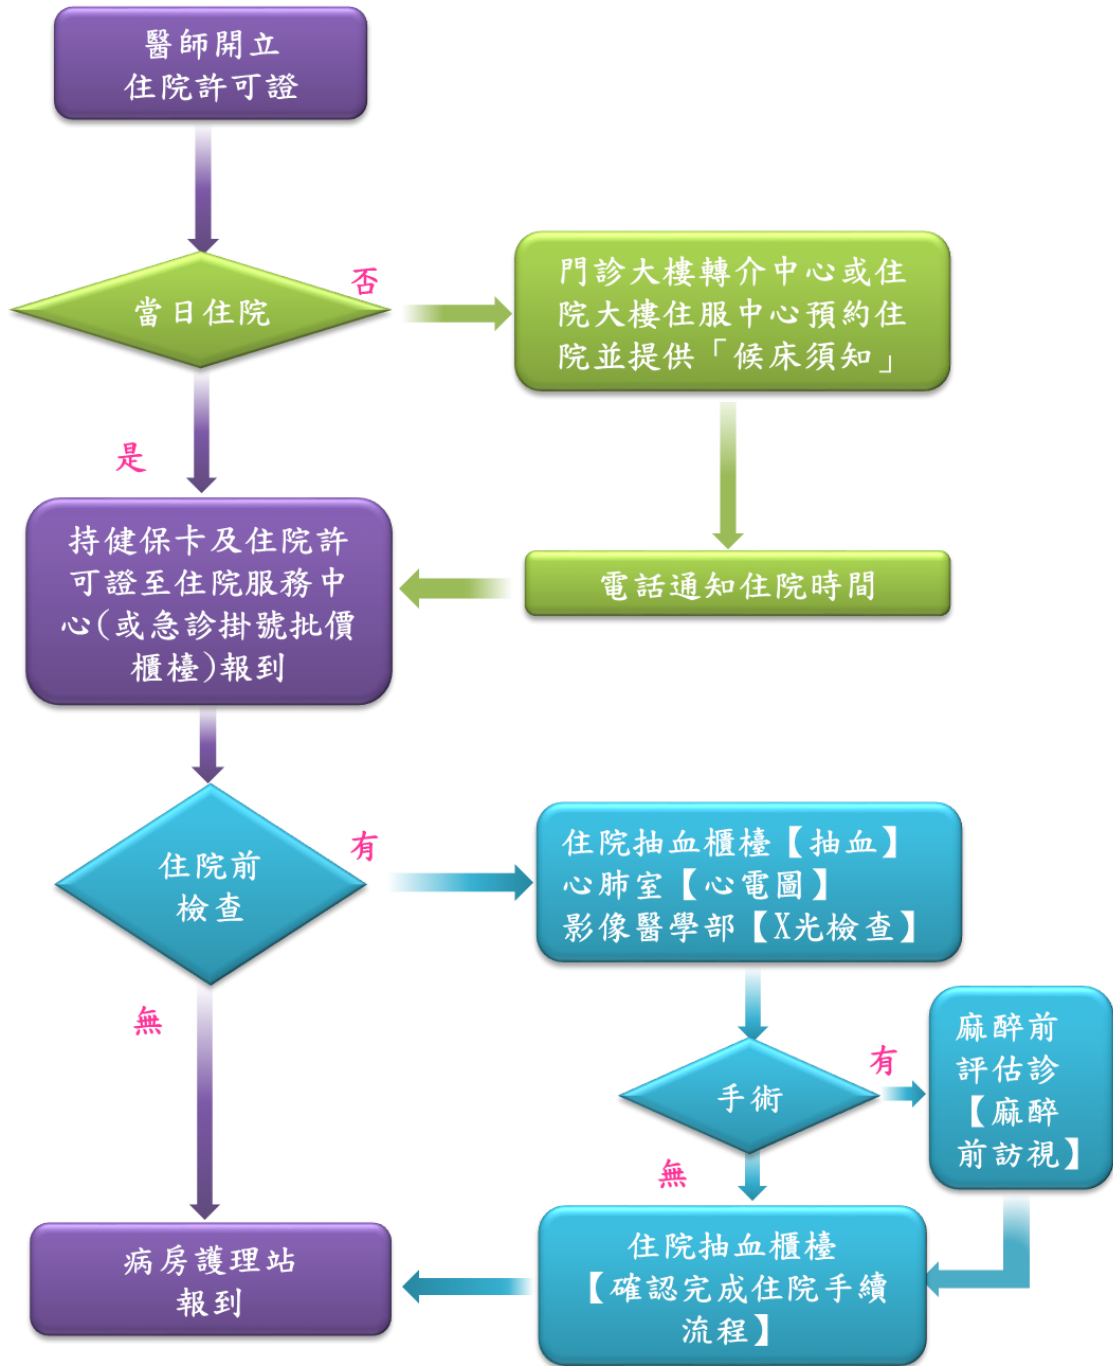 醫師開立
住院許可證
當日住院
否
門診大樓轉介中心或住
院大樓住服中心預約住
院並提供「候床須知」
是
持健保卡及住院許
可證至住院服務中
心(或急診掛號批價
櫃檯)報到
電話通知住院時間
住院前
檢查
有
住院抽血櫃檯【抽血】
心肺室【心電圖】
影像醫學部【X光檢查】
無
手術
有
麻醉前
評估診
【麻醉
前訪視】
無
病房護理站
報到
住院抽血櫃檯
【確認完成住院手續
流程】